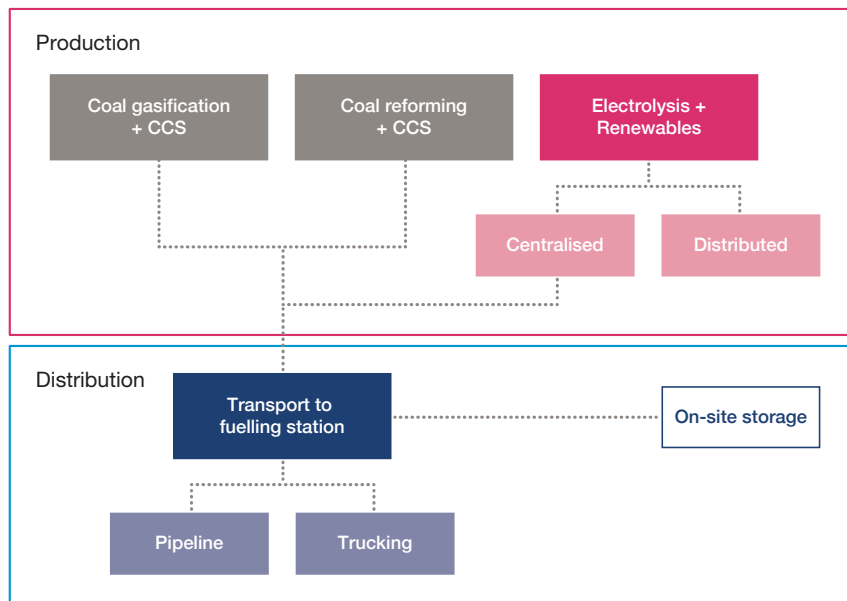 Production
Coal gasification
+ CCS
Coal reforming
+ CCS
Electrolysis +
Renewables
Centralised
Distributed
Distribution
Transport to
fuelling station
On-site storage
Pipeline
Trucking